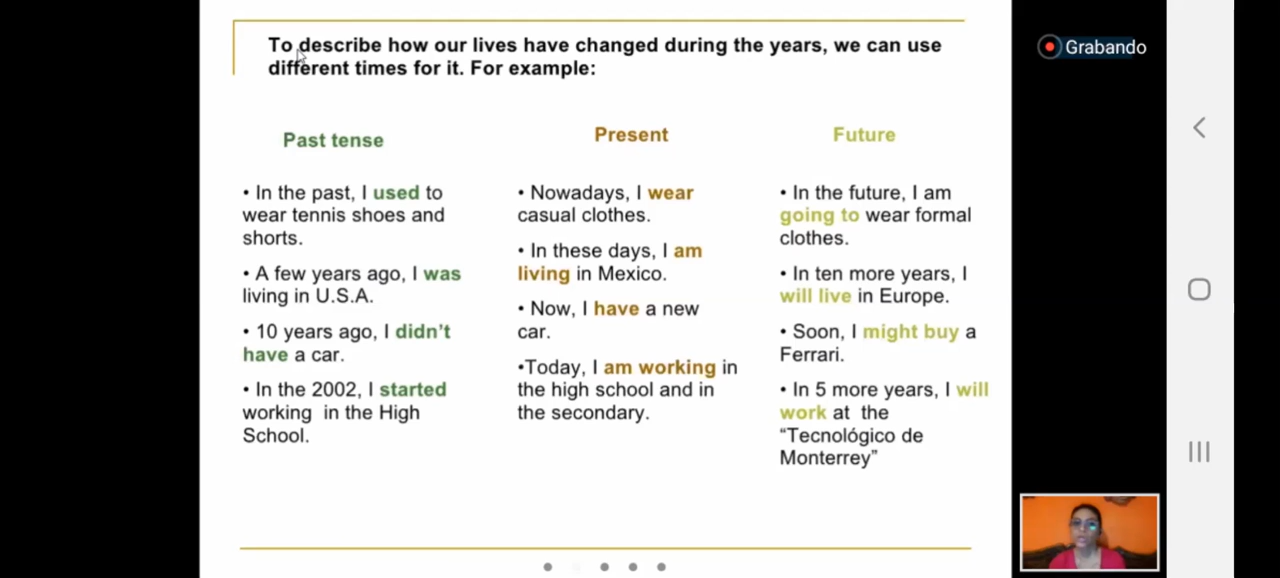 To describe how our lives have changed during the years, we can use
different times for it. For example:
Grabando
Past tense
• In the past, I used to
wear tennis shoes and
shorts.
• A few years ago, I was
living in U.S.A.
• 10 years ago, I didn't
have a car.
• In the 2002, I started
working in the High
School.
Present
• Nowadays, I wear
casual clothes.
• In these days, I am
living in Mexico.
• Now, I have a new
car.
•Today, I am working in
the high school and in
the secondary.
Future
• In the future, I am
going to wear formal
clothes.
• In ten more years, I
will live in Europe.
• Soon, I might buy a
Ferrari.
• In 5 more years, I will
work at the
“Tecnológico de
Monterrey”